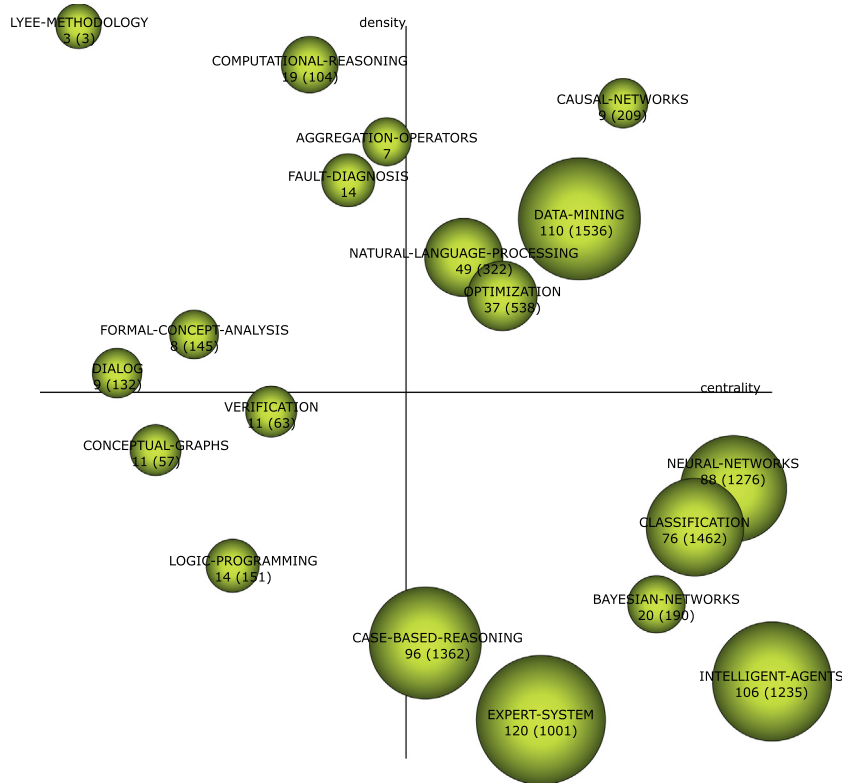 density
LYEE-METHODOLOGY
3 (3)
COMPUTATIONAL-REASONING
19 (104)
CAUSAL-NETWORKS
9 (209)
AGGREGATION-OPERATORS
7
FAULT-DIAGNOSIS
14
DATA-MINING
110 (1536)
NATURAL-LANGUAGE-PROCESSING
49 (322)
OPTIMIZATION
37 (538)
FORMAL-CONCEPT-ANALYSIS
8 (145)
DIALOG
9 (132)
centrality
VERIFICATION
11 (63)
CONCEPTUAL-GRAPHS
11 (57)
NEURAL-NETWORKS
88 (1276)
CLASSIFICATION
76 (1462)
LOGIC-PROGRAMMING
14 (151)
BAYESIAN-NETWORKS
20 (190)
CASE-BASED-REASONING
96 (1362)
INTELLIGENT-AGENTS
106 (1235)
EXPERT-SYSTEM
120 (1001)